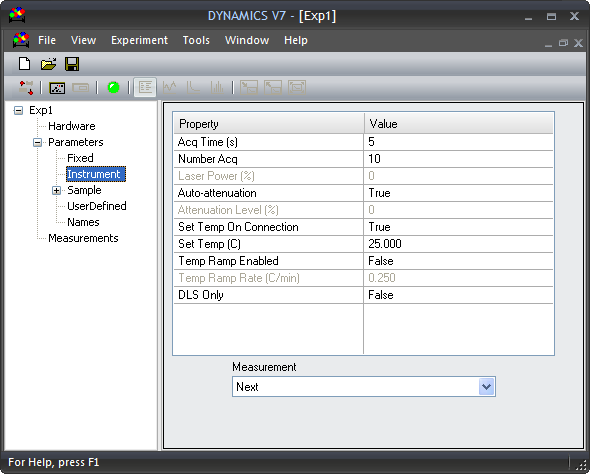 DYNAMICS V7 - [Exp1]
File View Experiment Tools Window Help
Exp1
Hardware
Parameters
Fixed
Instrument
Sample
UserDefined
Names
Measurements
Property Value
Acq Time (s) 5
Number Acq 10
Laser Power (%) 0
Auto-attenuation True
Attenuation Level (%) 0
Set Temp On Connection True
Set Temp (C) 25.000
Temp Ramp Enabled False
Temp Ramp Rate (C/min) 0.250
DLS Only False
Measurement
Next
For Help, press F1